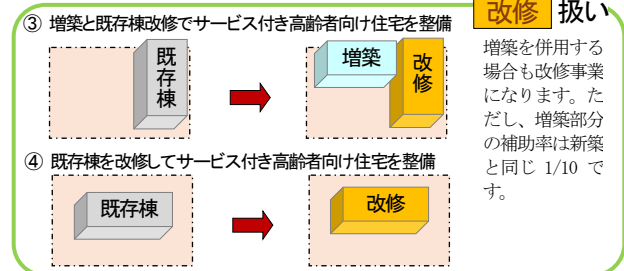 ③ 増築と既存棟改修でサービス付き高齢者向け住宅を整備
既存棟
増築
改修
④ 既存棟を改修してサービス付き高齢者向け住宅を整備
既存棟
改修
改修 扱い
増築を併用する
場合も改修事業
になります。た
だし、増築部分
の補助率は新築
と同じ 1/10 で
す。